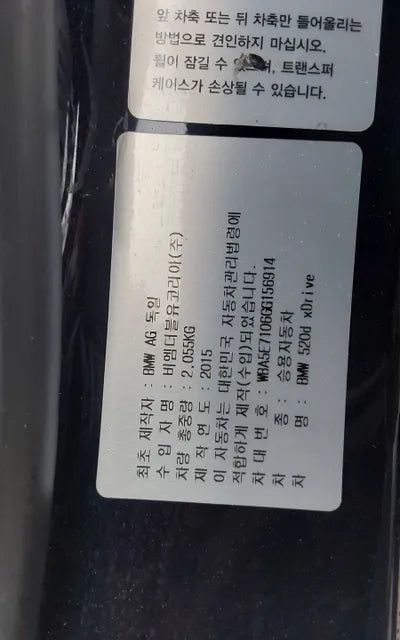 앞 차축 또는 뒤 차축만 들어올리는
방법으로 견인하지 마십시오.
휠이 잠길 수 며, 트랜스퍼
케이스가 손상될 수 있습니다.
최초 제작자 : BMW AG 독일
수 입 자 명 : 비엠더블유코리아(주)
차량 총중량 : 2,055KG
제 작 연 도 : 2015
이 자동차는 대한민국 자동차관리법령에
적합하게 제작(수입)되었습니다.
차 대 번 호 : WBA5E7106GG156914
차 종 : 승용자동차
차 명 : BMW 520d xDrive